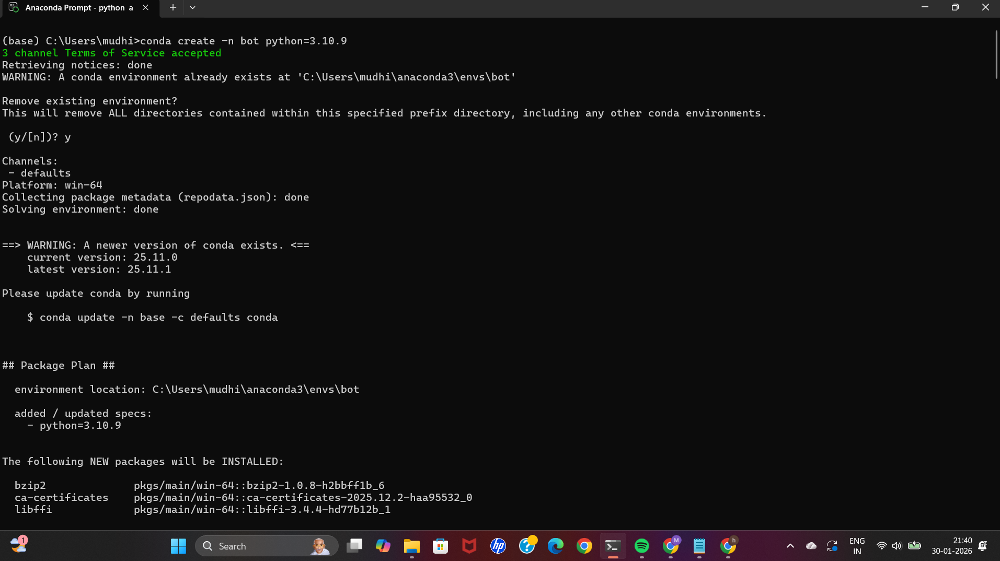 Anaconda Prompt - python  a
(base) C:\Users\mudhi>conda create -n bot python=3.10.9
3 channel Terms of Service accepted
Retrieving notices: done
WARNING: A conda environment already exists at 'C:\Users\mudhi\anaconda3\envs\bot'
Remove existing environment?
This will remove ALL directories contained within this specified prefix directory, including any other conda environments.
 (y/[n])? y
Channels:
 - defaults
Platform: win-64
Collecting package metadata (repodata.json): done
Solving environment: done
==> WARNING: A newer version of conda exists. <==
    current version: 25.11.0
    latest version: 25.11.1
Please update conda by running
    $ conda update -n base -c defaults conda
## Package Plan ##
  environment location: C:\Users\mudhi\anaconda3\envs\bot
  added / updated specs:
    - python=3.10.9
The following NEW packages will be INSTALLED:
  bzip2              pkgs/main/win-64::bzip2-1.0.8-h2bbff1b_6
  ca-certificates    pkgs/main/win-64::ca-certificates-2025.12.2-haa95532_0
  libffi             pkgs/main/win-64::libffi-3.4.4-hd77b12b_1
1
Search
hp
M
h
ENG
IN
21:40
30-01-2026